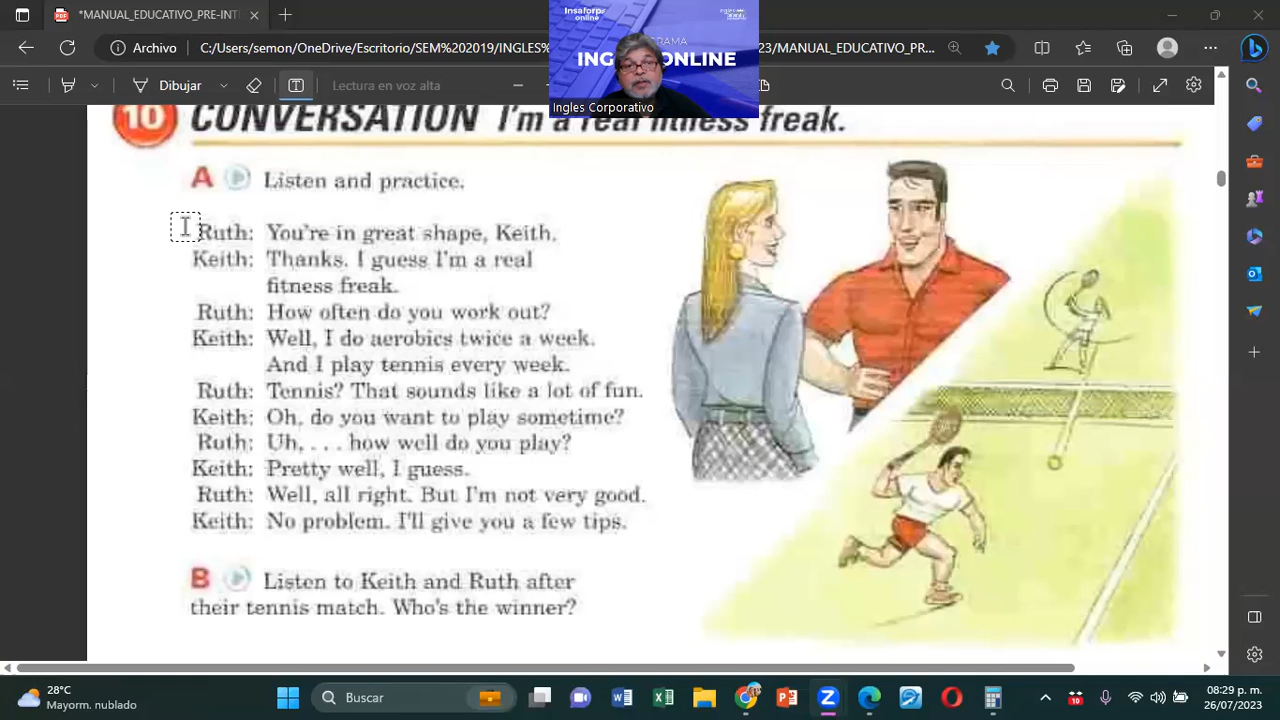 *MANUAL_EDUCATIVO_PRE-INT
Archivo
C:/Users/semon/OneDrive/Escritorio/SEM%202019/INGLES%
23/MANUAL_EDUCATIVO_PR...
Insaforp
online
INGLES ONLINE
Ingles Corporativo
Dibujar
Lectura en voz alta
10 CONVERSATION I'm a real fitness freak.
A Listen and practice.
Ruth: You're in great shape, Keith.
Keith: Thanks. I guess I'm a real
fitness freak.
Ruth: How often do you work out?
Keith: Well, I do aerobics twice a week.
And I play tennis every week.
Ruth: Tennis? That sounds like a lot of fun.
Keith: Oh, do you want to play sometime?
Ruth: Uh, . . . how well do you play?
Keith: Pretty well, I guess.
Ruth: Well, all right. But I'm not very good.
Keith: No problem. I'll give you a few tips.
B Listen to Keith and Ruth after
their tennis match. Who's the winner?
28°C
Mayorm. nublado
Buscar
10
08:29 p. m.
26/07/2023